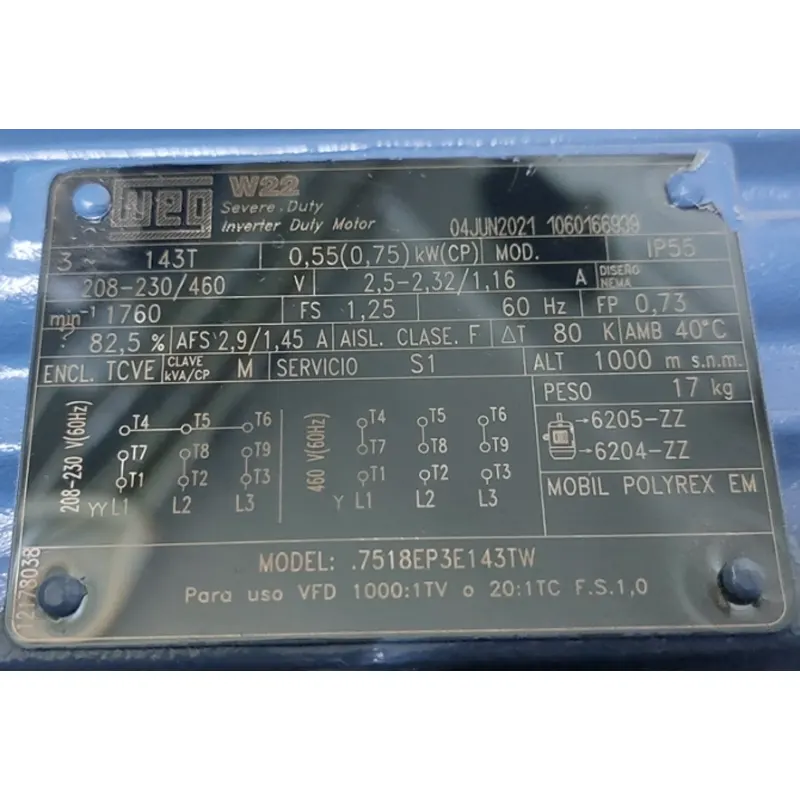 WEG W22
Severe Duty
Inverter Duty Motor 04JUN2021 1060166939
3 ~ 143T 0,55(0,75) kW(CP) MOD. IP55
208-230/460 V 2,5-2,32/1,16 A DISEÑO NEMA
min-1 1760 FS 1,25 60 Hz FP 0,73
82,5 % AFS 2,9/1,45 A AISL. CLASE. F ΔT 80 K AMB 40°C
ENCL. TCVE CLAVE kVA/CP M SERVICIO S1 ALT 1000 m s.n.m.
PESO 17 kg
208-230 V(60Hz)
T4 T5 T6
T7 T8 T9
T1 T2 T3
YY L1 L2 L3
460 V(60Hz)
T4 T5 T6
T7 T8 T9
T1 T2 T3
Y L1 L2 L3
6205-ZZ
6204-ZZ
MOBIL POLYREX EM
MODEL: .7518EP3E143TW
Para uso VFD 1000:1TV o 20:1TC F.S.1,0
12178038